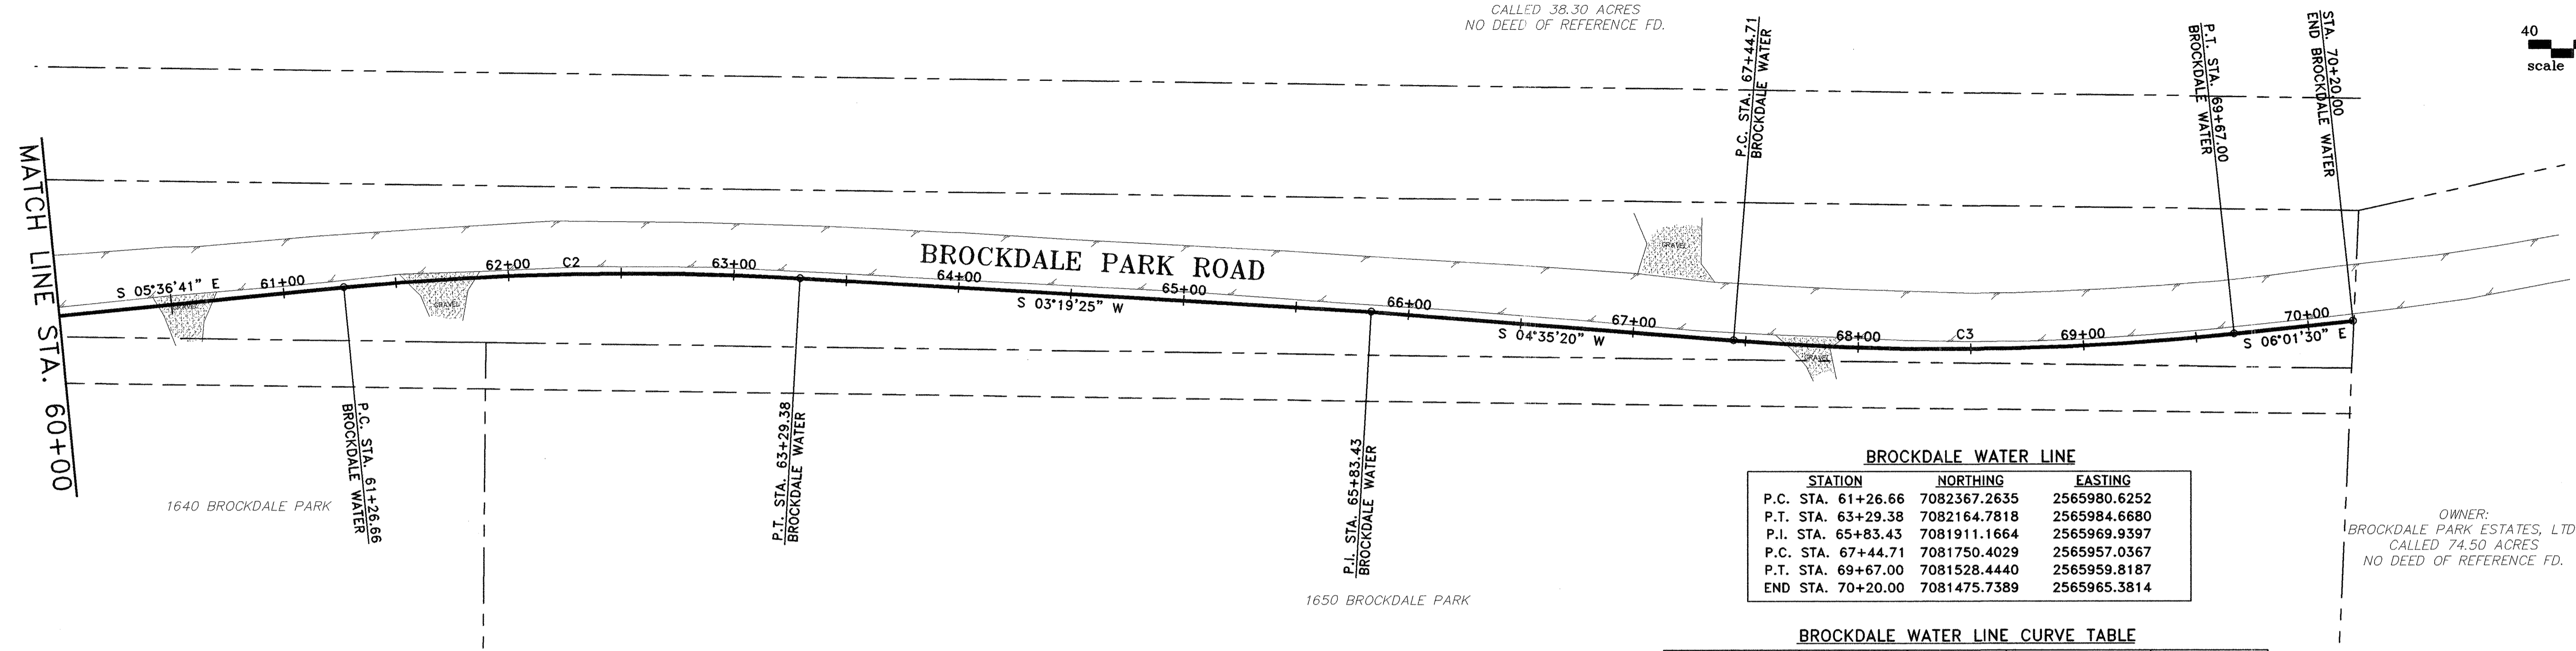 CALLED 38.30 ACRES
NO DEED OF REFERENCE FD.
40
scale
P.C. STA. 67+44.71
BROCKDALE WATER
P.T. STA. 69+67.00
BROCKDALE WATER
STA. 70+20.00
END BROCKDALE WATER
MATCH LINE STA. 60+00
BROCKDALE PARK ROAD
GRAVEL
S 05°36'41" E
61+00
62+00
C2
63+00
64+00
65+00
66+00
67+00
68+00
C3
69+00
70+00
GRAVEL
GRAVEL
S 03°19'25" W
S 04°35'20" W
S 06°01'30" E
GRAVEL
P.C. STA. 61+26.66
BROCKDALE WATER
P.T. STA. 63+29.38
BROCKDALE WATER
P.I. STA. 65+83.43
BROCKDALE WATER
1640 BROCKDALE PARK
1650 BROCKDALE PARK
BROCKDALE WATER LINE
STATION NORTHING EASTING
P.C. STA. 61+26.66 7082367.2635 2565980.6252
P.T. STA. 63+29.38 7082164.7818 2565984.6680
P.I. STA. 65+83.43 7081911.1664 2565969.9397
P.C. STA. 67+44.71 7081750.4029 2565957.0367
P.T. STA. 69+67.00 7081528.4440 2565959.8187
END STA. 70+20.00 7081475.7389 2565965.3814
OWNER:
BROCKDALE PARK ESTATES, LTD
CALLED 74.50 ACRES
NO DEED OF REFERENCE FD.
BROCKDALE WATER LINE CURVE TABLE